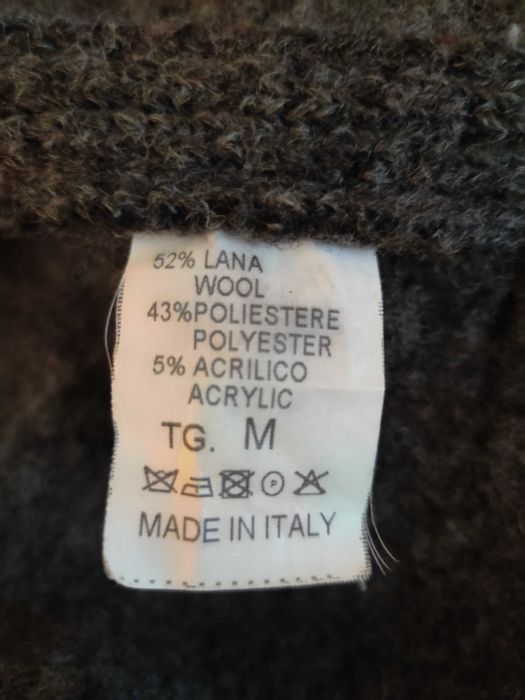 52% LANA
WOOL
43% POLIESTERE
POLYESTER
5% ACRILICO
ACRYLIC
TG. M
P
MADE IN ITALY